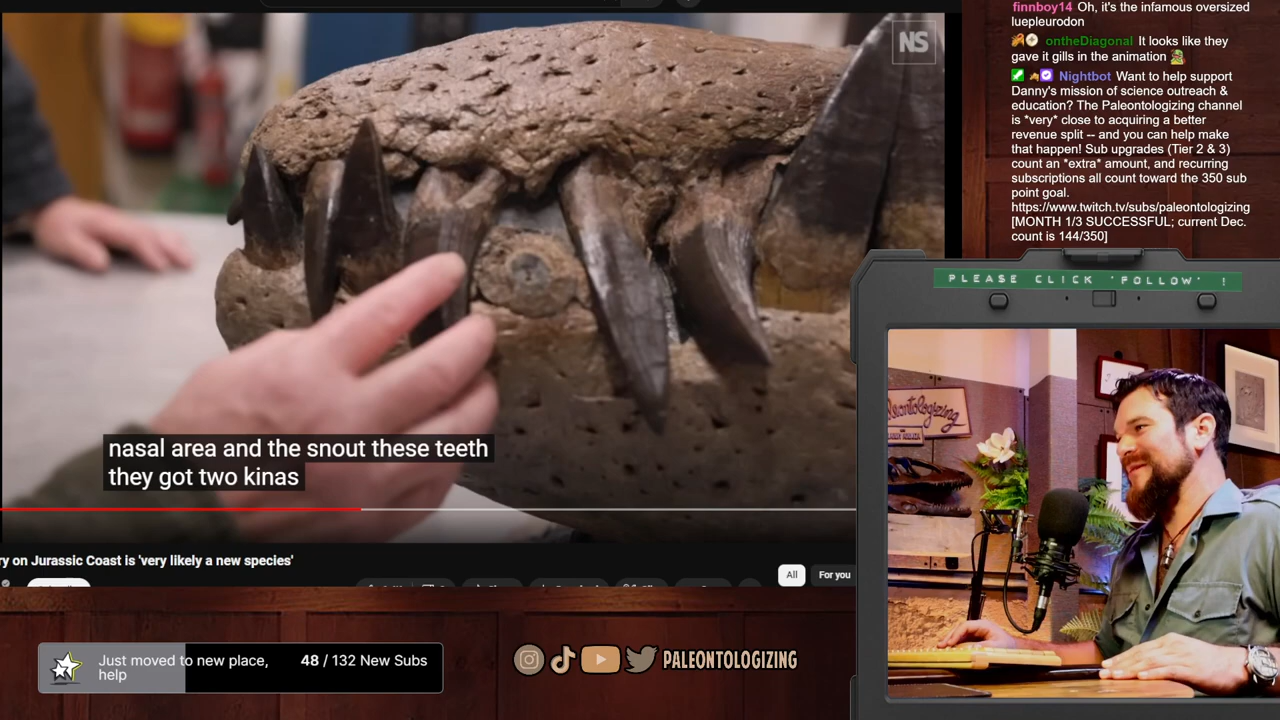 NS
nasal area and the snout these teeth
they got two kinas
ry on Jurassic Coast is 'very likely a new species'
All
For you
Just moved to new place,
help
48 / 132 New Subs
PALEONTOLOGIZING
finnboy14 Oh, it's the infamous oversized
luepleurodon
ontheDiagonal It looks like they
gave it gills in the animation
Nightbot Want to help support
Danny's mission of science outreach &
education? The Paleontologizing channel
is *very* close to acquiring a better
revenue split -- and you can help make
that happen! Sub upgrades (Tier 2 & 3)
count an *extra* amount, and recurring
subscriptions all count toward the 350 sub
point goal.
https://www.twitch.tv/subs/paleontologizing
[MONTH 1/3 SUCCESSFUL; current Dec.
count is 144/350]
PLEASE CLICK 'FOLLOW' !
leontologizing